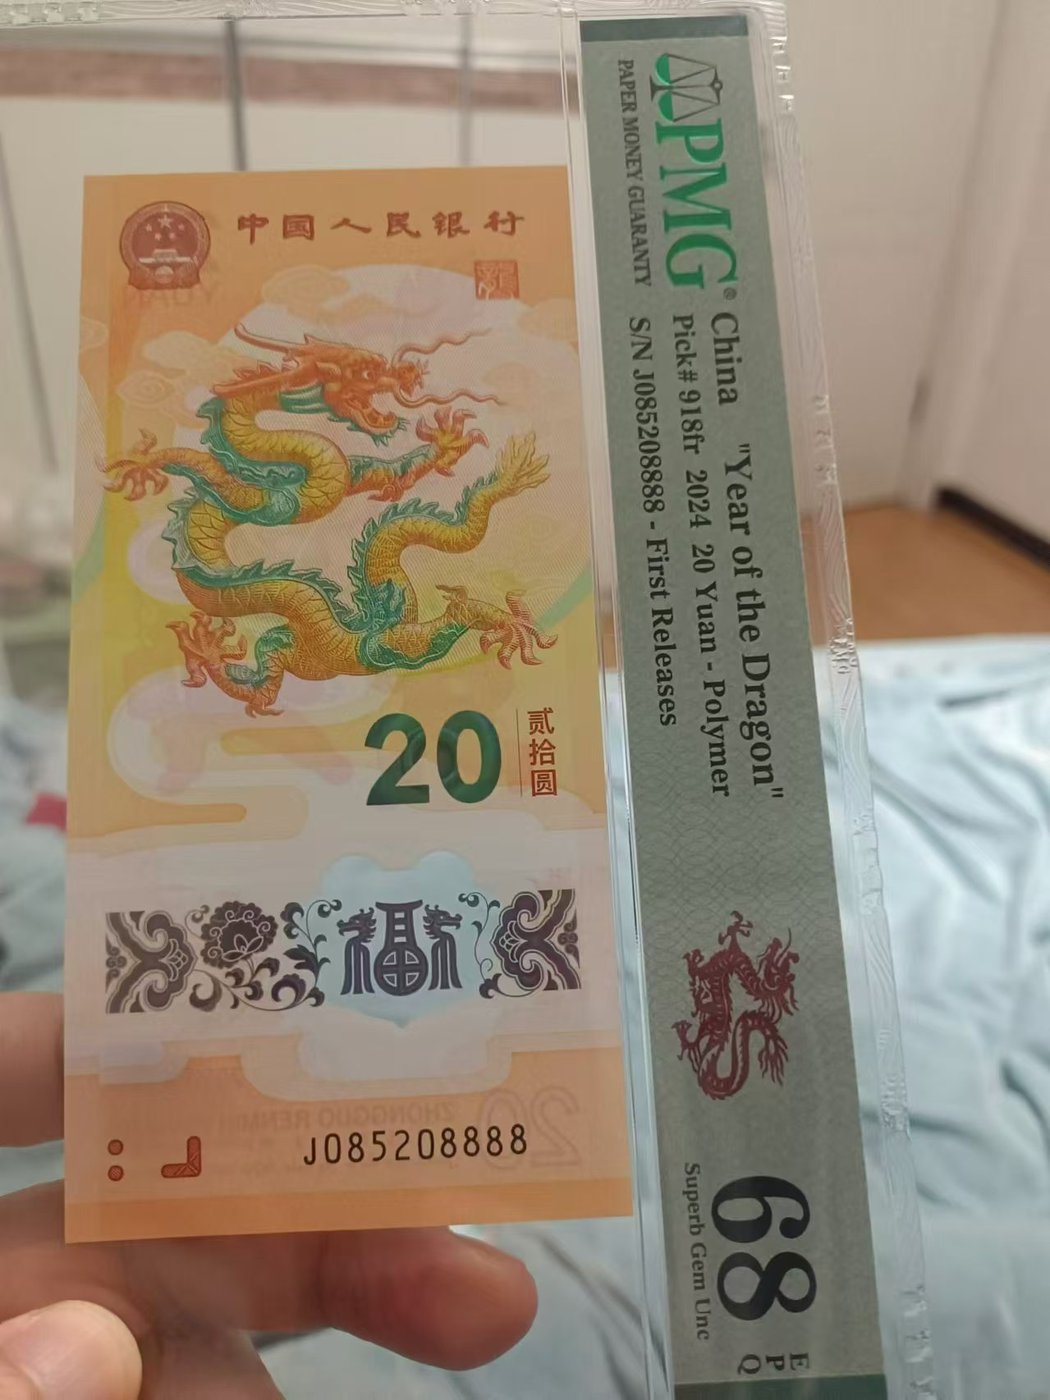 中国人民银行
20
贰拾圆
J085208888
PMG®
PAPER MONEY GUARANTY
China "Year of the Dragon"
Pick# 918fr 2024 20 Yuan - Polymer
S/N J085208888 - First Releases
68
EPQ
Superb Gem Unc